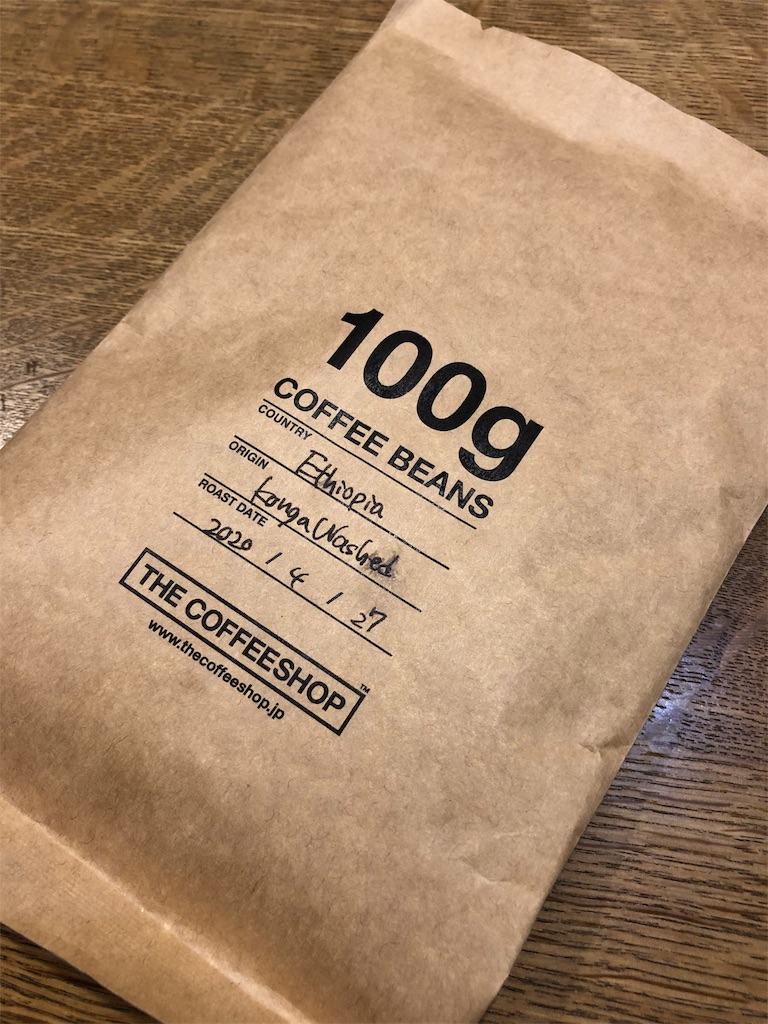 100g
COFFEE BEANS
COUNTRY
Ethiopia
ORIGIN
Konga Washed
ROAST DATE
2020 / 4 / 27
THE COFFEESHOP™
www.thecoffeeshop.jp